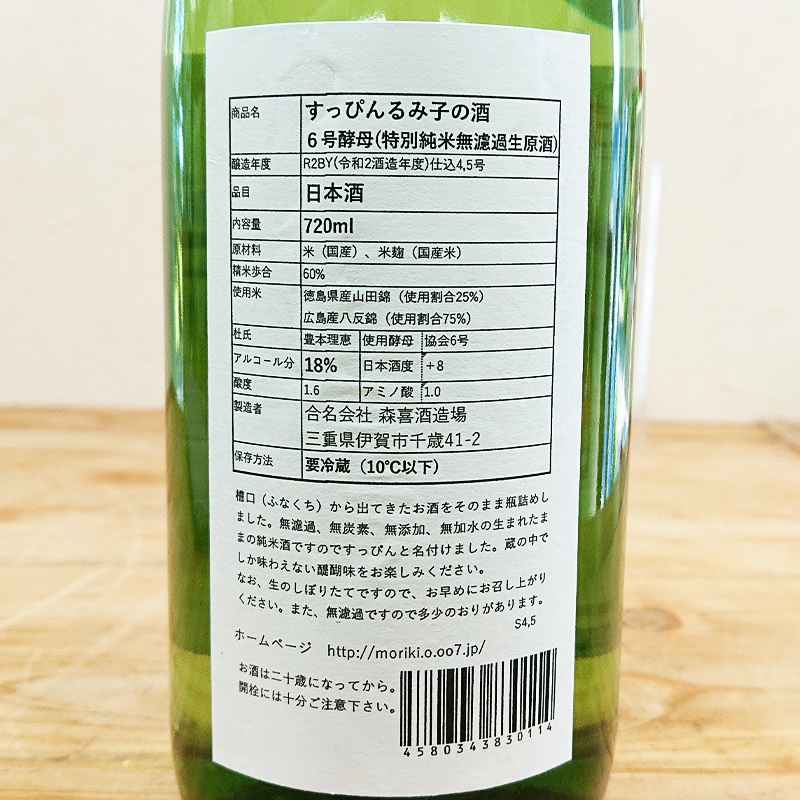 商品名 すっぴんるみ子の酒
６号酵母(特別純米無濾過生原酒)
醸造年度 R2BY(令和2酒造年度)仕込4,5号
品目 日本酒
内容量 720ml
原材料 米（国産）、米麹（国産米）
精米歩合 60%
使用米 徳島県産山田錦（使用割合25%）
広島産八反錦（使用割合75%）
杜氏 豊本理恵 使用酵母 協会6号
アルコール分 18% 日本酒度 +8
酸度 1.6 アミノ酸 1.0
製造者 合名会社 森喜酒造場
三重県伊賀市千歳41-2
保存方法 要冷蔵（10℃以下）
槽口（ふなくち）から出てきたお酒をそのまま瓶詰めし
ました。無濾過、無炭素、無添加、無加水の生まれたま
まの純米酒ですのですっぴんと名付けました。蔵の中で
しか味わえない醍醐味をお楽しみください。
なお、生のしぼりたてですので、お早めにお召し上がり
ください。また、無濾過ですので多少のおりがあります。
S4,5
ホームページ http://moriki.o.oo7.jp/
お酒は二十歳になってから。
開栓には十分ご注意下さい。
4580343830114